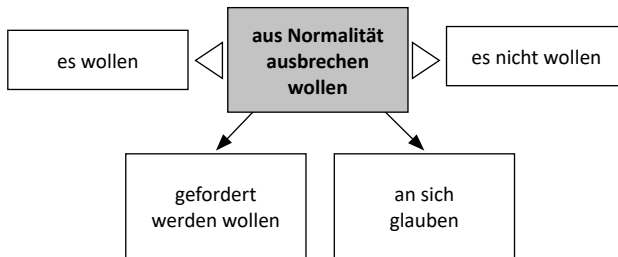 es wollen
aus Normalität
ausbrechen
wollen
es nicht wollen
gefordert
werden wollen
an sich
glauben